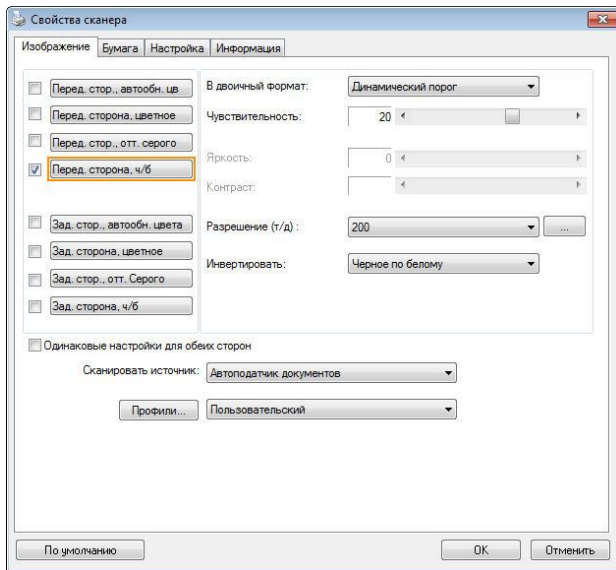 Свойства сканера
Изображение Бумага Настройка Информация
Перед. стор., автообн. цв
Перед. сторона, цветное
Перед. стор., отт. серого
Перед. сторона, ч/б
Зад. стор., автообн. цвета
Зад. сторона, цветное
Зад. стор., отт. Серого
Зад. сторона, ч/б
В двоичный формат: Динамический порог
Чувствительность: 20
Яркость: 0
Контраст:
Разрешение (т/д) : 200 ...
Инвертировать: Черное по белому
Одинаковые настройки для обеих сторон
Сканировать источник: Автоподатчик документов
Профили... Пользовательский
По умолчанию OK Отменить